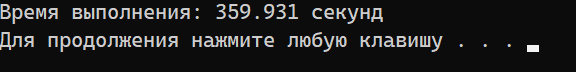 Время выполнения: 359.931 секунд
Для продолжения нажмите любую клавишу . . .